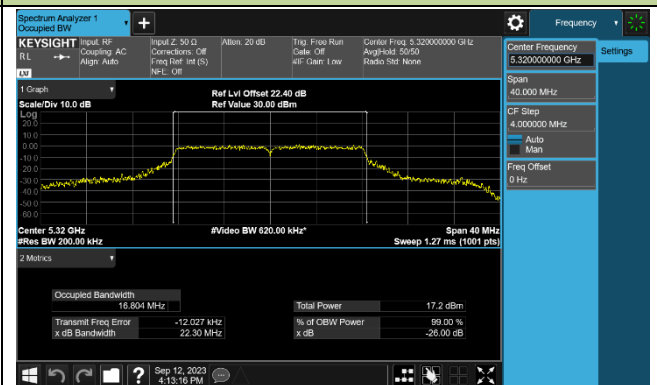 Spectrum Analyzer 1
Occupied BW
+
Frequency
KEYSIGHT
RL
LXI
Input: RF
Coupling: AC
Align: Auto
Input Z: 50 Ω
Corrections: Off
Freq Ref: Int (S)
NFE: Off
Atten: 20 dB
Trig: Free Run
Gate: Off
#IF Gain: Low
Center Freq: 5.320000000 GHz
Avg|Hold: 50/50
Radio Std: None
Center Frequency
5.320000000 GHz
Settings
Span
40.000 MHz
CF Step
4.000000 MHz
Auto
Man
Freq Offset
0 Hz
1 Graph
Scale/Div 10.0 dB
Ref Lvl Offset 22.40 dB
Ref Value 30.00 dBm
Log
20.0
10.0
0.00
-10.0
-20.0
-30.0
-40.0
-50.0
-60.0
Center 5.32 GHz
#Video BW 620.00 kHz*
Span 40 MHz
#Res BW 200.00 kHz
Sweep 1.27 ms (1001 pts)
2 Metrics
Occupied Bandwidth
16.804 MHz
Total Power
17.2 dBm
Transmit Freq Error
-12.027 kHz
% of OBW Power
99.00 %
x dB Bandwidth
22.30 MHz
x dB
-26.00 dB
?
Sep 12, 2023
4:13:16 PM